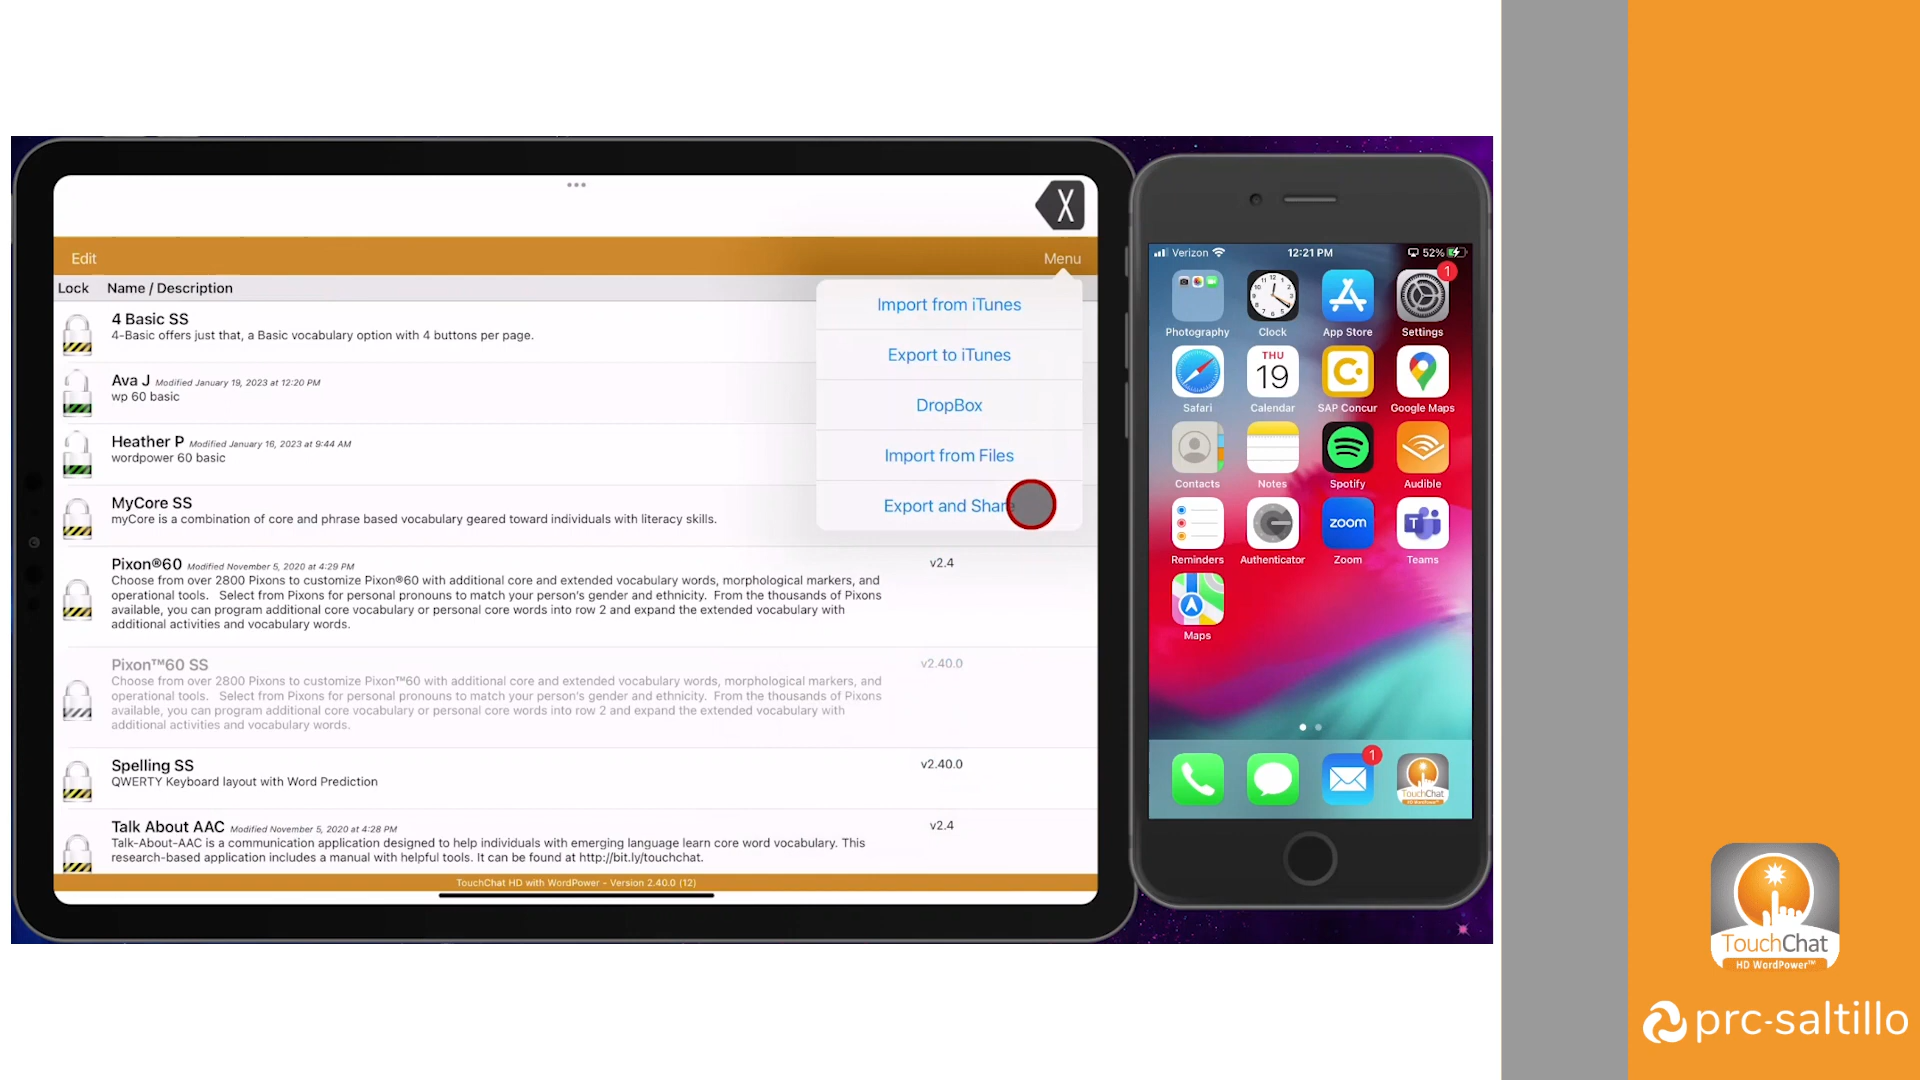 X
Edit
Menu
Lock Name / Description
4 Basic SS
4-Basic offers just that, a Basic vocabulary option with 4 buttons per page.
Ava J Modified January 19, 2023 at 12:20 PM
wp 60 basic
Heather P Modified January 16, 2023 at 9:44 AM
wordpower 60 basic
MyCore SS
myCore is a combination of core and phrase based vocabulary geared toward individuals with literacy skills.
Pixon®60 Modified November 5, 2020 at 4:29 PM
v2.4
Choose from over 2800 Pixons to customize Pixon®60 with additional core and extended vocabulary words, morphological markers, and
operational tools. Select from Pixons for personal pronouns to match your person's gender and ethnicity. From the thousands of Pixons
available, you can program additional core vocabulary or personal core words into row 2 and expand the extended vocabulary with
additional activities and vocabulary words.
Pixon™60 SS
v2.40.0
Choose from over 2800 Pixons to customize Pixon™60 with additional core and extended vocabulary words, morphological markers, and
operational tools. Select from Pixons for personal pronouns to match your person's gender and ethnicity. From the thousands of Pixons
available, you can program additional core vocabulary or personal core words into row 2 and expand the extended vocabulary with
additional activities and vocabulary words.
Spelling SS
v2.40.0
QWERTY Keyboard layout with Word Prediction
Talk About AAC Modified November 5, 2020 at 4:28 PM
v2.4
Talk-About-AAC is a communication application designed to help individuals with emerging language learn core word vocabulary. This
research-based application includes a manual with helpful tools. It can be found at http://bit.ly/touchchat.
TouchChat HD with WordPower - Version 2.40.0 (12)
Import from iTunes
Export to iTunes
DropBox
Import from Files
Export and Share
Verizon 12:21 PM 52%
1
Photography Clock App Store Settings
THU
19
Safari Calendar SAP Concur Google Maps
Contacts Notes Spotify Audible
zoom
T
Reminders Authenticator Zoom Teams
Maps
1
TouchChat
HD WordPower™
TouchChat
HD WordPower™
prc-saltillo